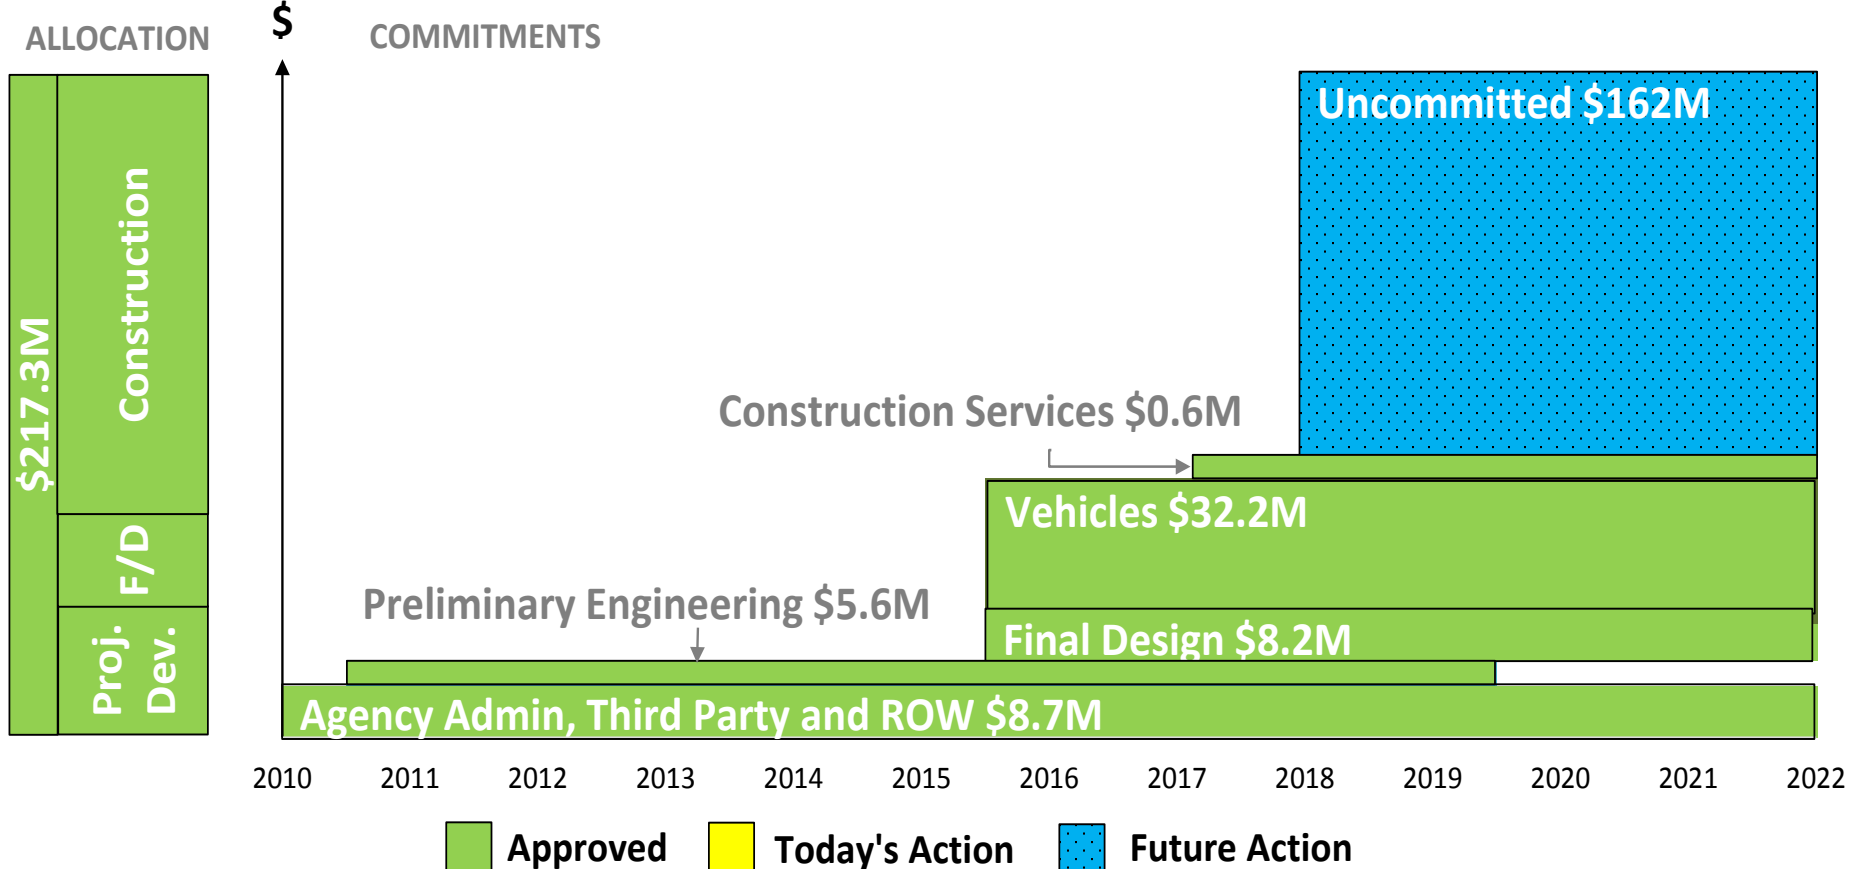 $
ALLOCATION
COMMITMENTS
Uncommitted $162M
Construction
$217.3M
Construction Services $0.6M
Vehicles $32.2M
F/D
Preliminary Engineering $5.6M
Final Design $8.2M
Proj.
Dev.
Agency Admin, Third Party and ROW $8.7M
2010 2011 2012 2013 2014 2015 2016 2017 2018 2019 2020 2021 2022
Approved Today's Action Future Action